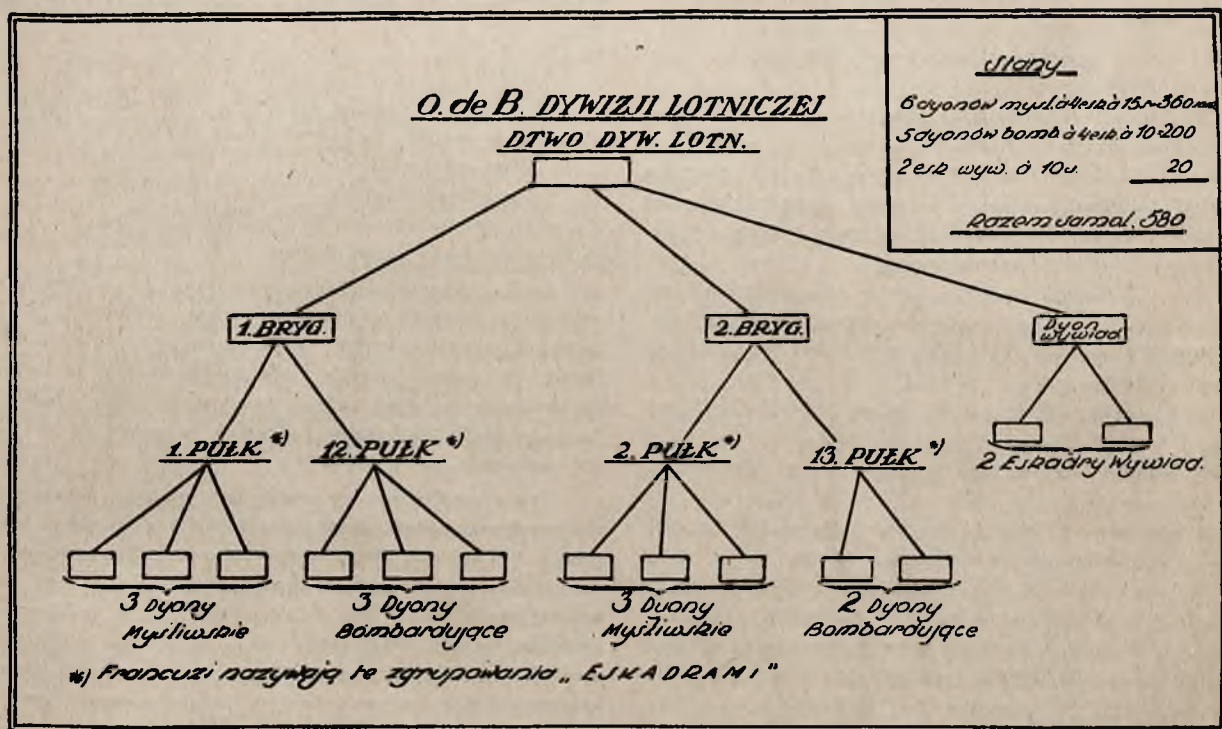 O. de B. DYWIZJI LOTNICZEJ
DTWO DYW. LOTN.
Stany
6 dyonów myśl. à 4 esk à 15 s. - 360 sam
5 dyonów bomb à 4 esk à 10 - 200
2 esk wyw. à 10 s. 20
Razem samol. 580
1. BRYG.
2. BRYG.
Dyon
wywiad
1. PUŁK *)
12. PUŁK *)
2. PUŁK *)
13. PUŁK *)
2 Eskadry Wywiad.
3 Dyony
Myśliwskie
3 Dyony
Bombardujące
3 Dyony
Myśliwskie
2 Dyony
Bombardujące
*) Francuzi nazywają te zgrupowania „ESKADRAMI"